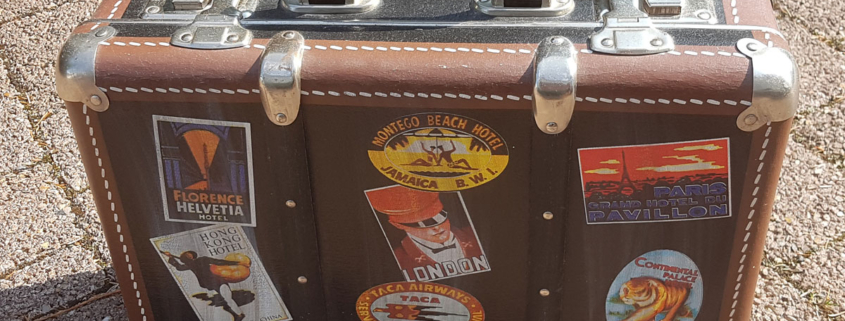 FLORENCE
HELVETIA
HOTEL
MONTEGO BEACH HOTEL
JAMAICA B.W.I.
PARIS
GRAND HOTEL DU
PAVILLON
HONG
KONG
HOTEL
CHINA
LONDON
TACA AIRWAYS
TACA
CONTINENTAL
PALACE